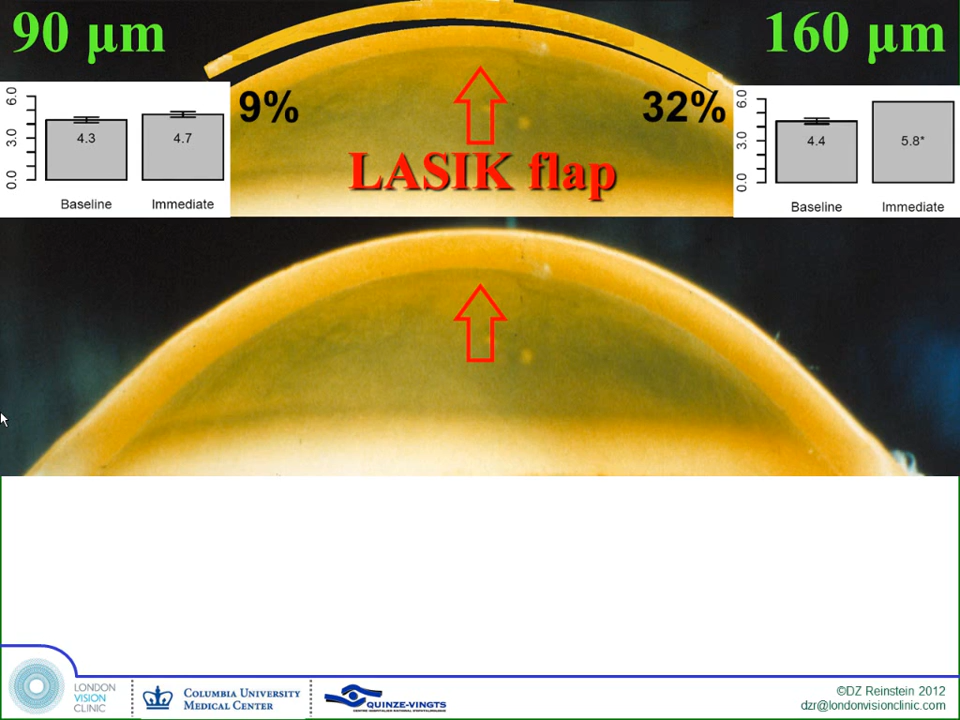 90 µm
160 µm
9%
32%
LASIK flap
6.0
3.0
0.0
4.3
4.7
Baseline
Immediate
6.0
3.0
0.0
4.4
5.8*
Baseline
Immediate
LONDON
VISION
CLINIC
COLUMBIA UNIVERSITY
MEDICAL CENTER
QUINZE-VINGTS
©DZ Reinstein 2012
dzr@londonvisionclinic.com